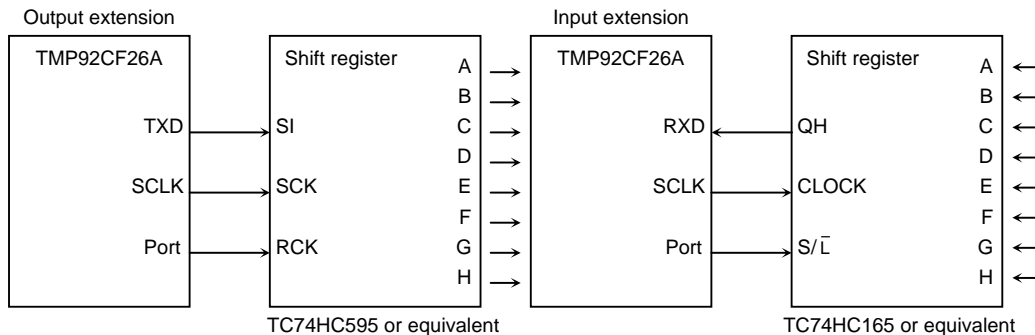 Output extension
TMP92CF26A
TXD
SCLK
Port
Shift register
SI
SCK
RCK
A
B
C
D
E
F
G
H
TC74HC595 or equivalent
Input extension
TMP92CF26A
RXD
SCLK
Port
Shift register
QH
CLOCK
S/L̅
A
B
C
D
E
F
G
H
TC74HC165 or equivalent